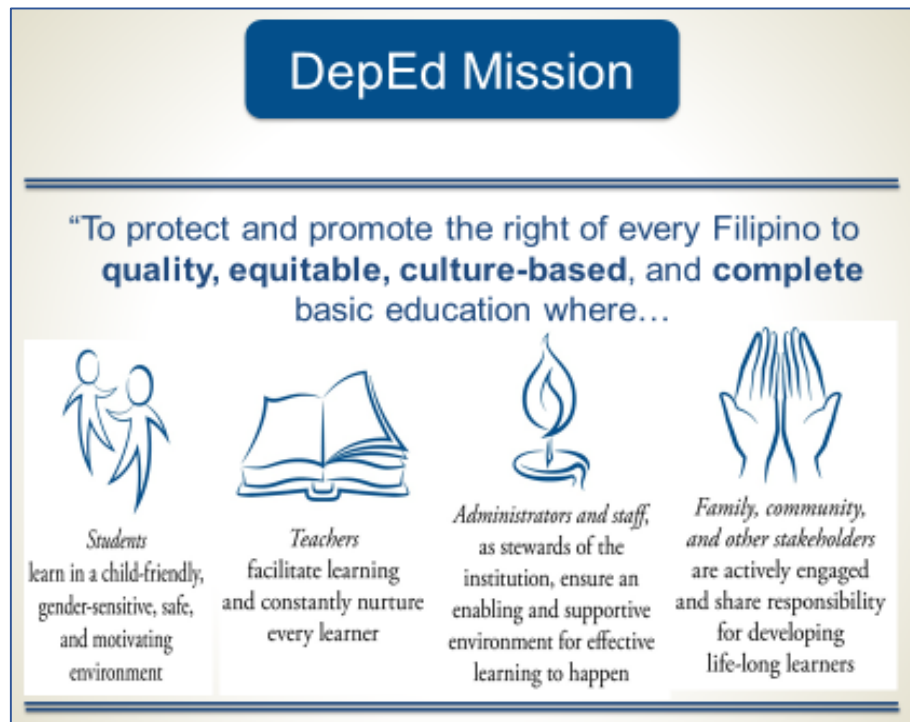 DepEd Mission
“To protect and promote the right of every Filipino to
quality, equitable, culture-based, and complete
basic education where…
Students
learn in a child-friendly,
gender-sensitive, safe,
and motivating
environment
Teachers
facilitate learning
and constantly nurture
every learner
Administrators and staff,
as stewards of the
institution, ensure an
enabling and supportive
environment for effective
learning to happen
Family, community,
and other stakeholders
are actively engaged
and share responsibility
for developing
life-long learners